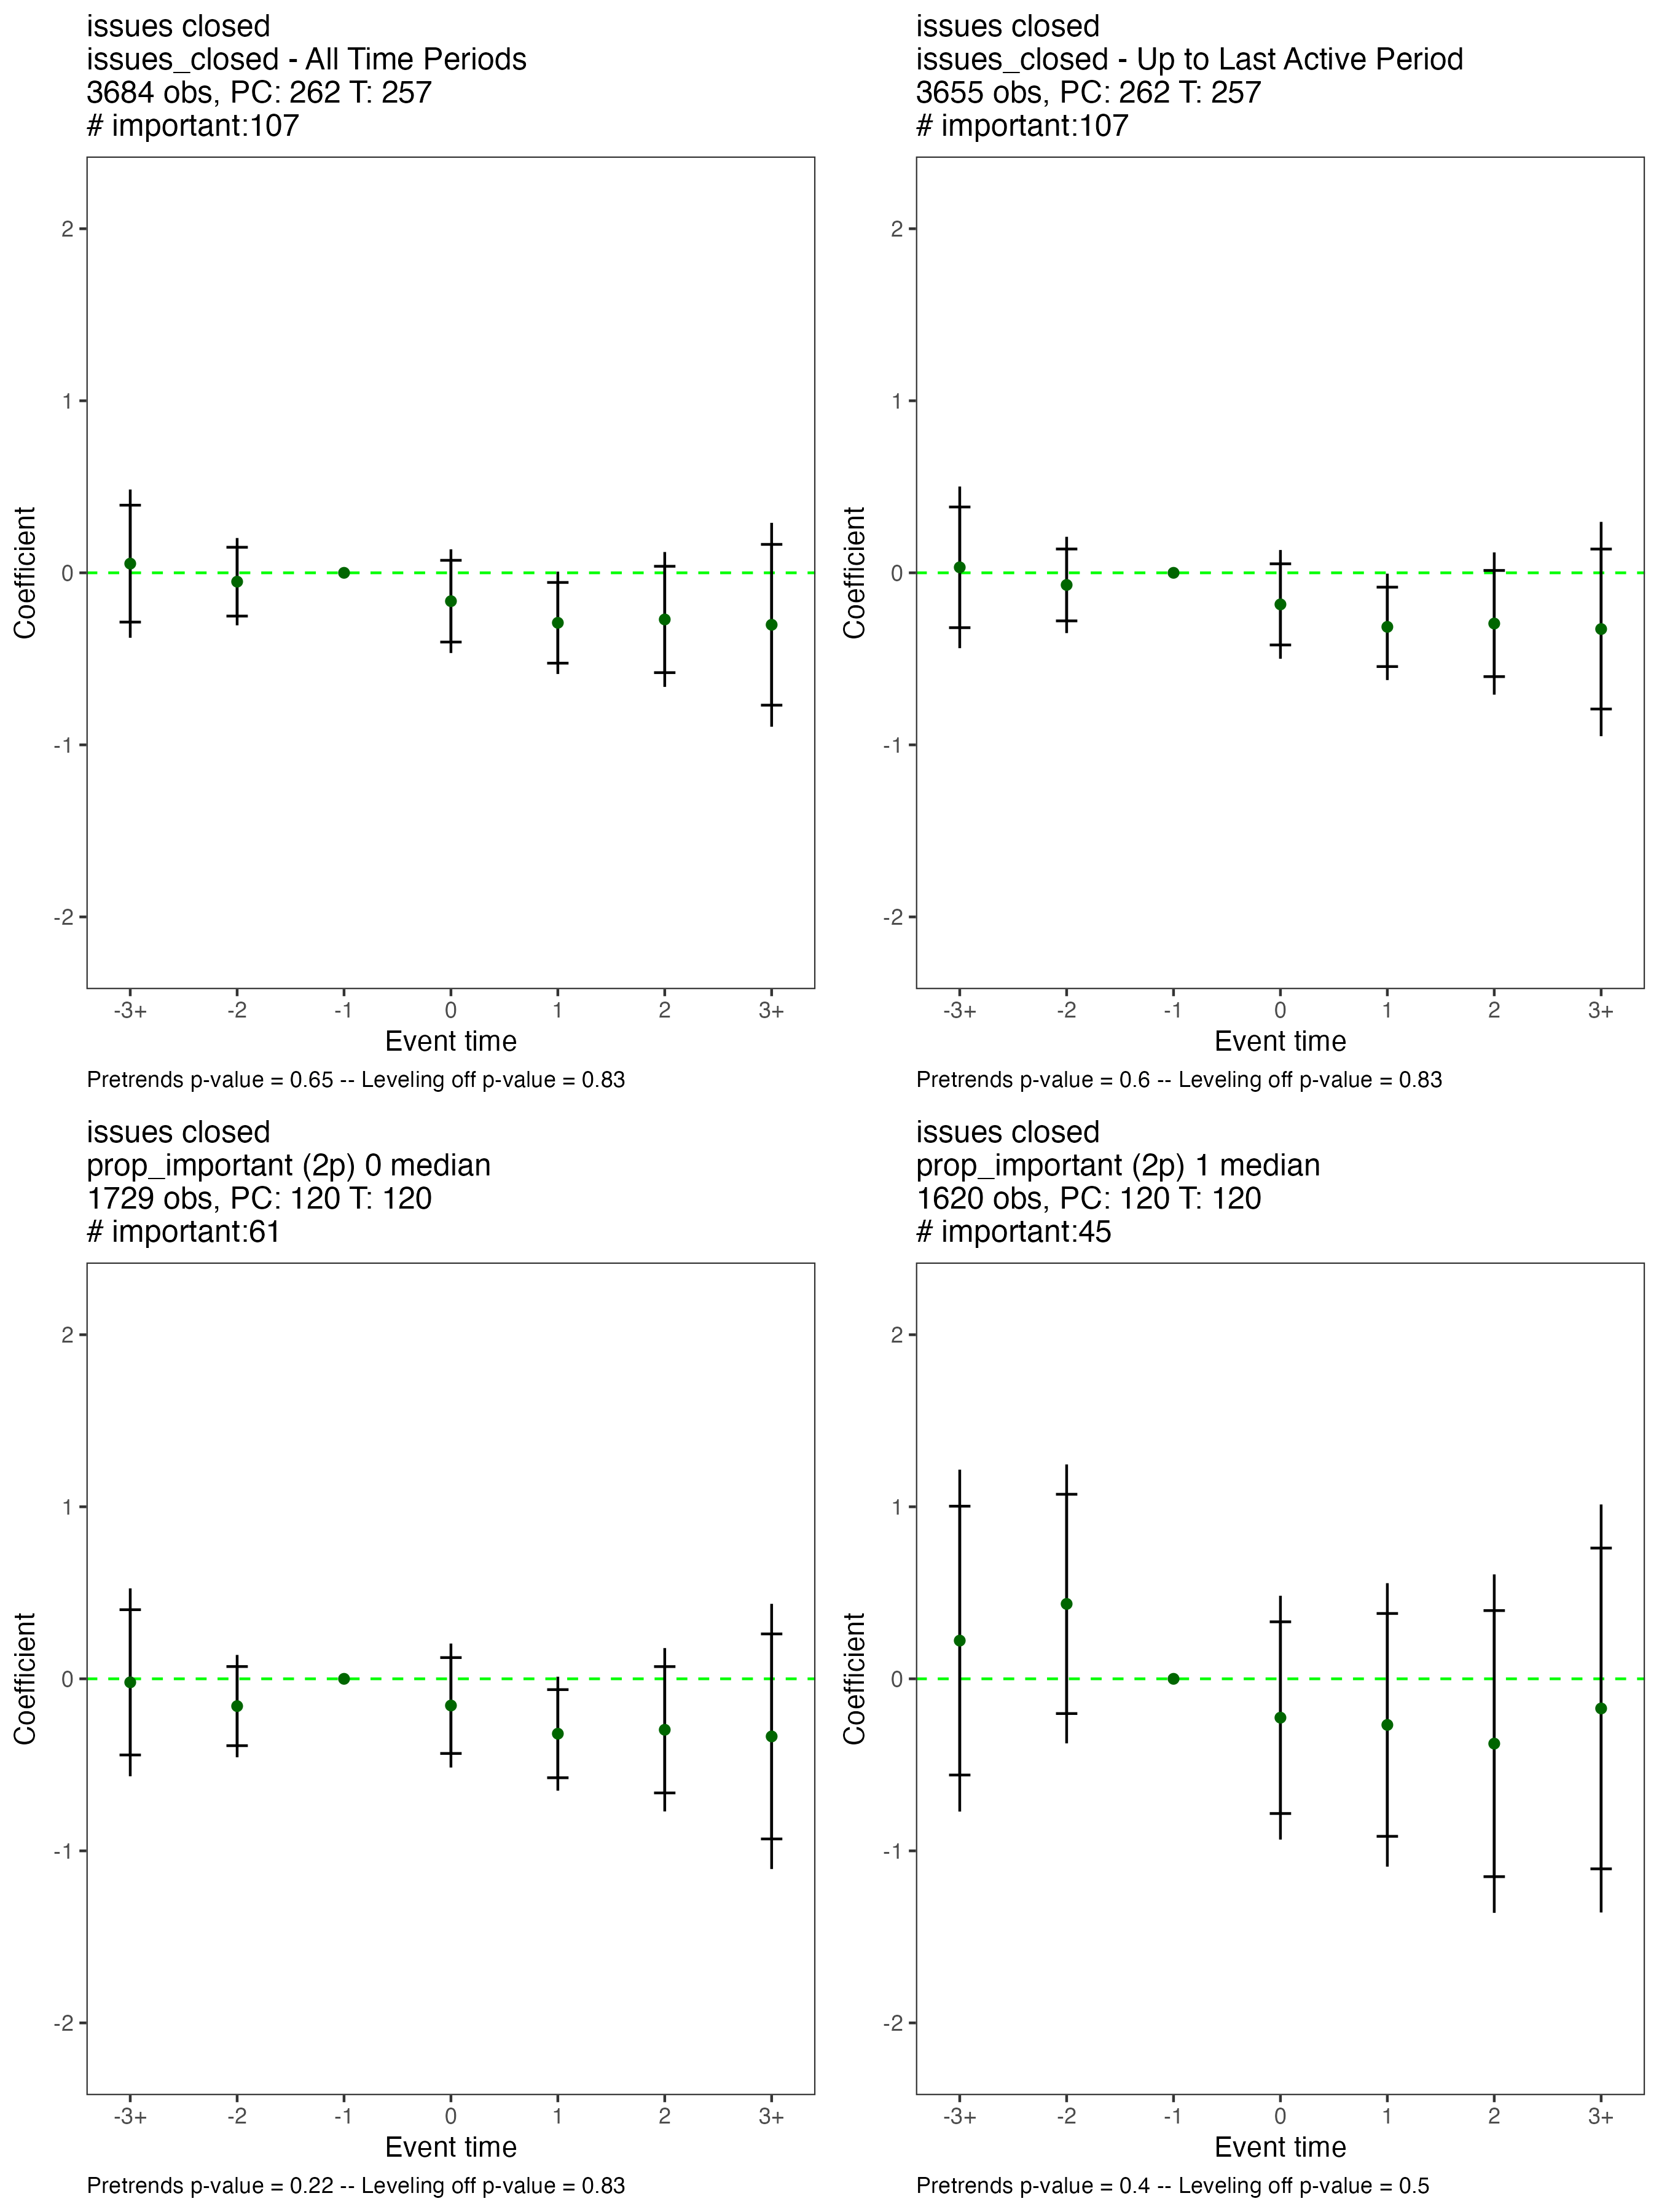 issues closed
issues_closed - All Time Periods
3684 obs, PC: 262 T: 257
# important:107
2
1
0
-1
-2
Coefficient
-3+ -2 -1 0 1 2 3+
Event time
Pretrends p-value = 0.65 -- Leveling off p-value = 0.83
issues closed
issues_closed - Up to Last Active Period
3655 obs, PC: 262 T: 257
# important:107
2
1
0
-1
-2
Coefficient
-3+ -2 -1 0 1 2 3+
Event time
Pretrends p-value = 0.6 -- Leveling off p-value = 0.83
issues closed
prop_important (2p) 0 median
1729 obs, PC: 120 T: 120
# important:61
2
1
0
-1
-2
Coefficient
-3+ -2 -1 0 1 2 3+
Event time
Pretrends p-value = 0.22 -- Leveling off p-value = 0.83
issues closed
prop_important (2p) 1 median
1620 obs, PC: 120 T: 120
# important:45
2
1
0
-1
-2
Coefficient
-3+ -2 -1 0 1 2 3+
Event time
Pretrends p-value = 0.4 -- Leveling off p-value = 0.5